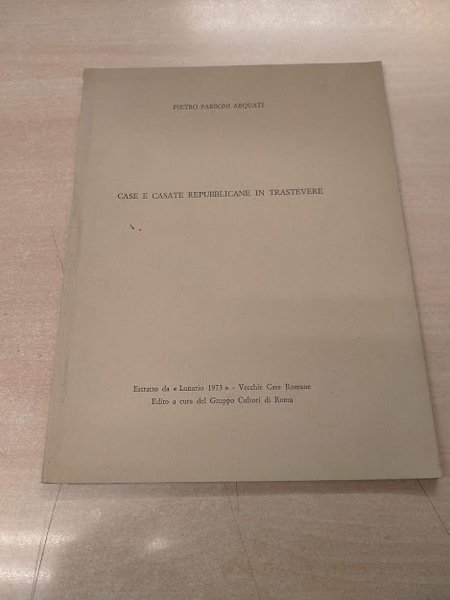 PIETRO PARBONI ARQUATI
CASE E CASATE REPUBBLICANE IN TRASTEVERE
Estratto da « Lunario 1973 » - Vecchie Case Romane
Edito a cura del Gruppo Cultori di Roma